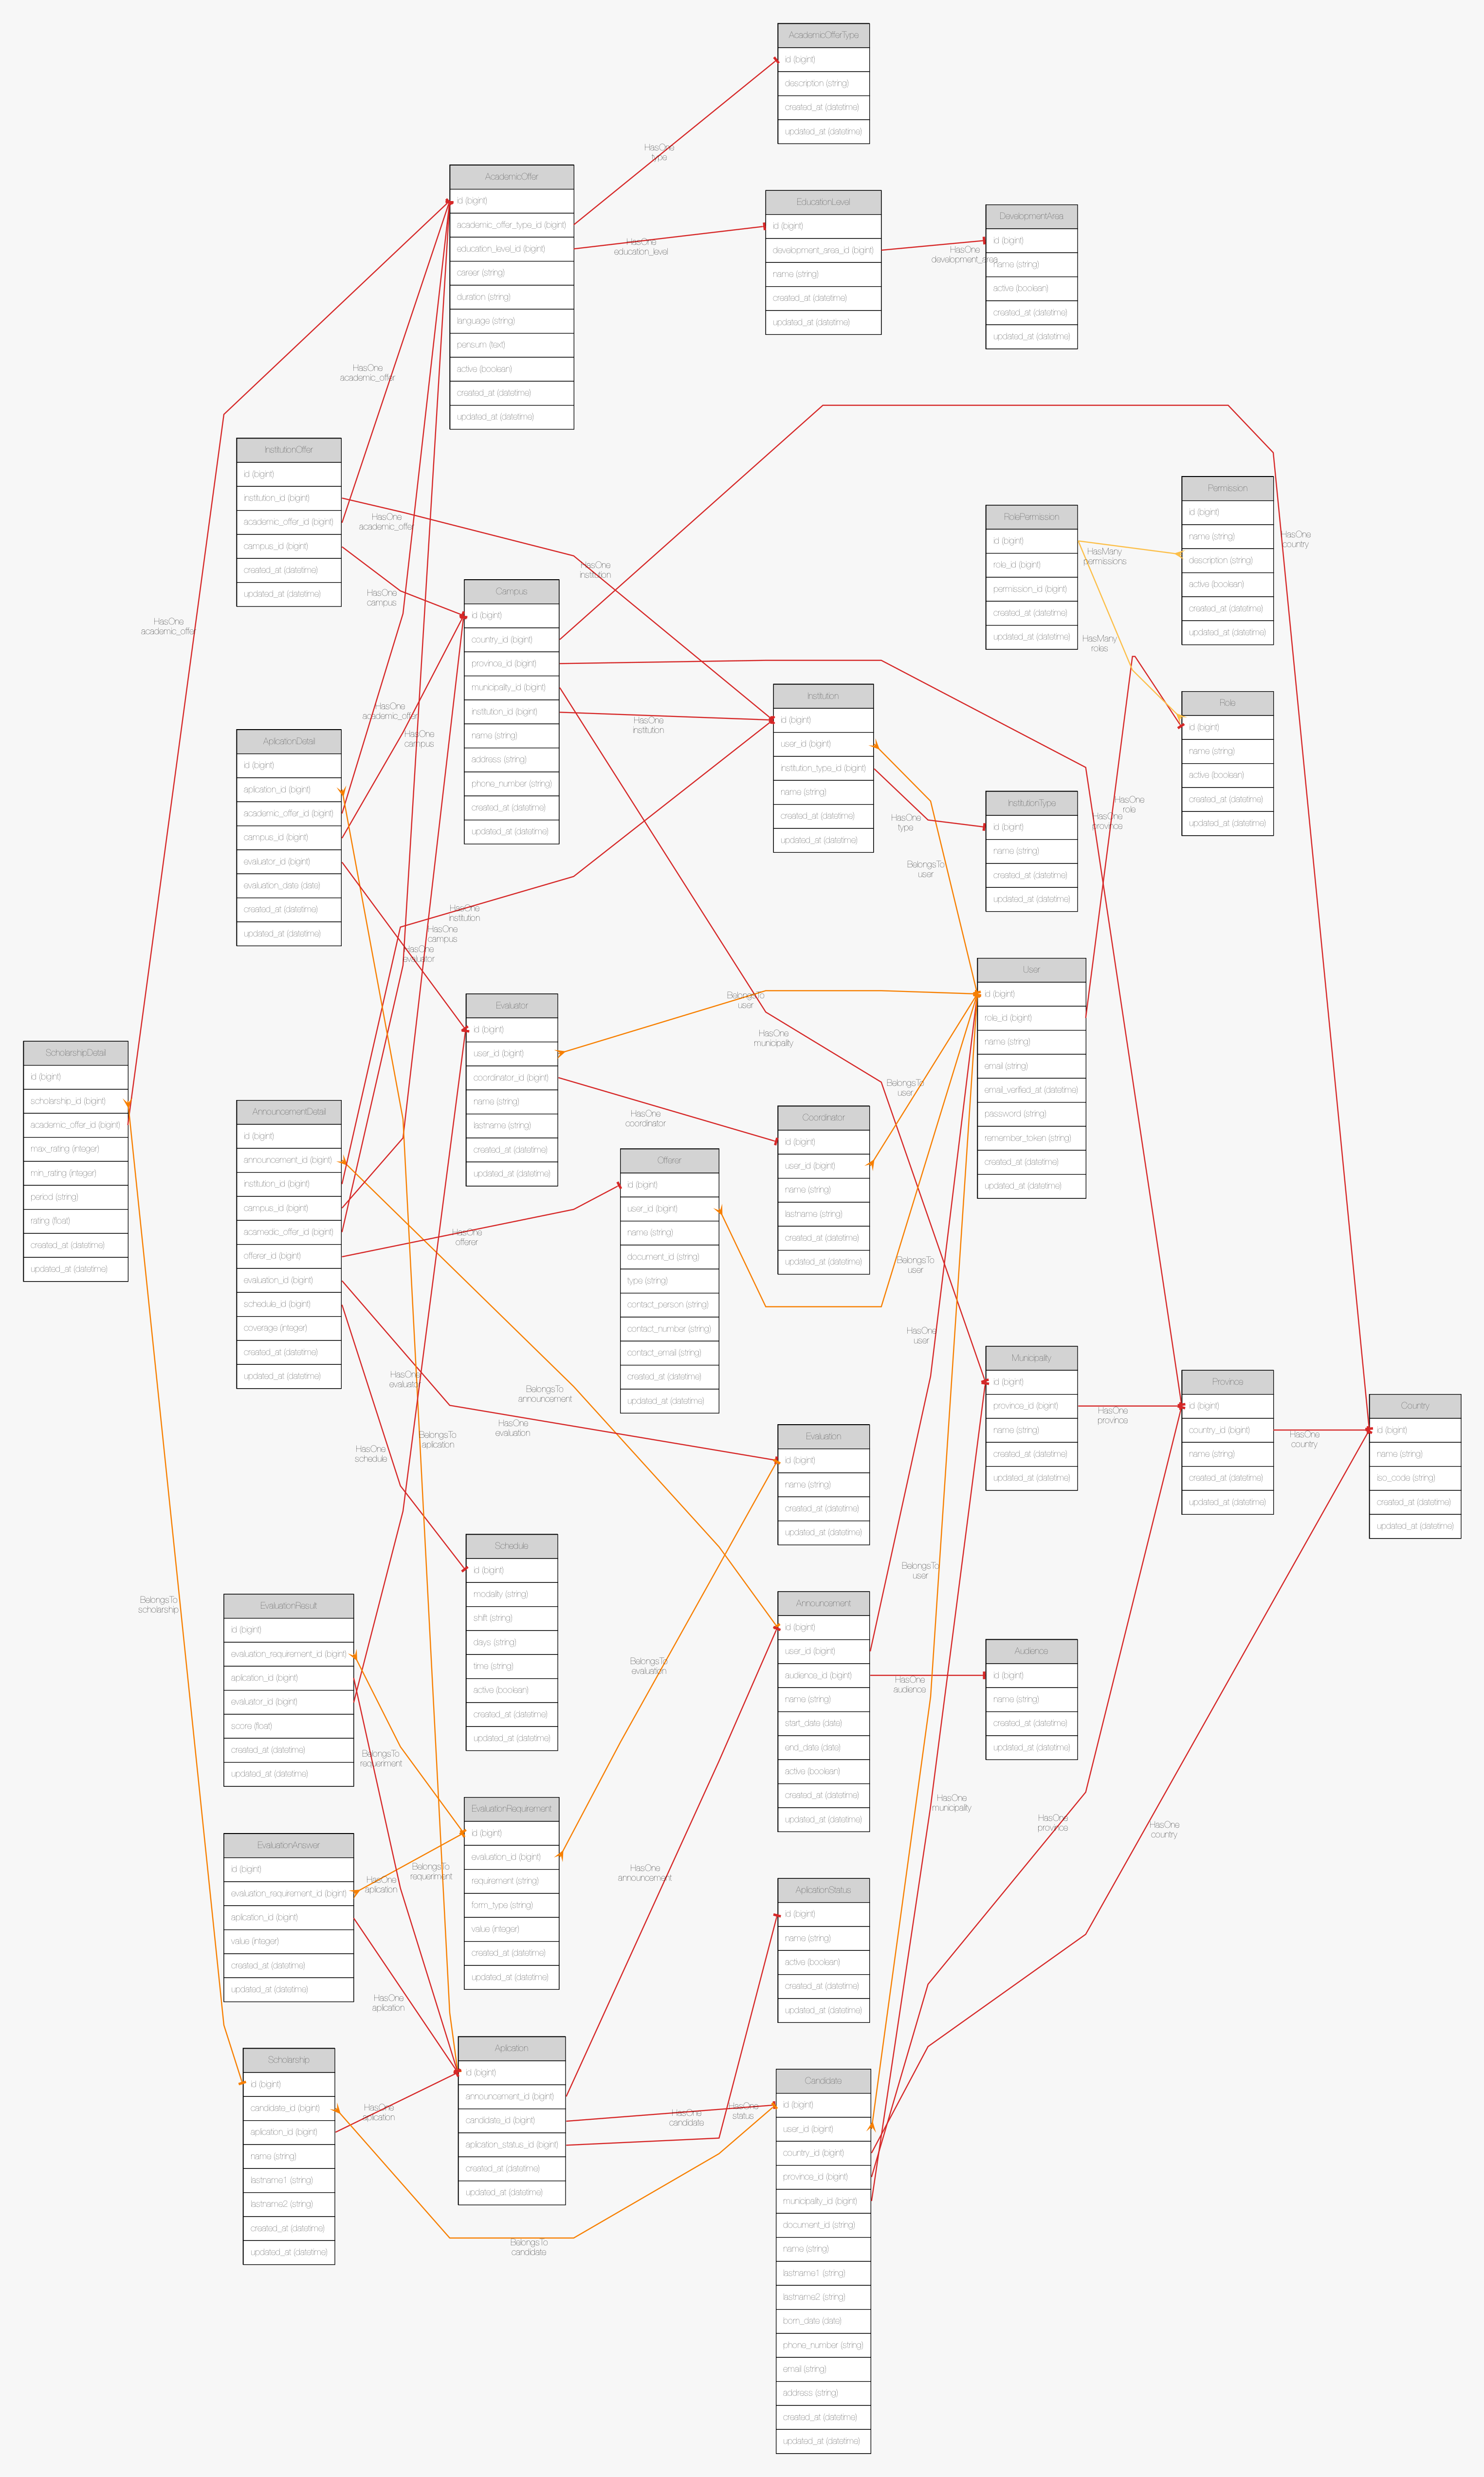 AcademicOfferType
id (bigint)
description (string)
created_at (datetime)
updated_at (datetime)
HasOne
type
AcademicOffer
id (bigint)
academic_offer_type_id (bigint)
education_level_id (bigint)
career (string)
duration (string)
language (string)
pensum (text)
active (boolean)
created_at (datetime)
updated_at (datetime)
HasOne
education_level
EducationLevel
id (bigint)
development_area_id (bigint)
name (string)
created_at (datetime)
updated_at (datetime)
HasOne
development_area
DevelopmentArea
id (bigint)
name (string)
active (boolean)
created_at (datetime)
updated_at (datetime)
HasOne
academic_offer
InstitutionOffer
id (bigint)
institution_id (bigint)
academic_offer_id (bigint)
campus_id (bigint)
created_at (datetime)
updated_at (datetime)
HasOne
academic_offer
HasOne
institution
HasOne
campus
HasOne
academic_offer
Campus
id (bigint)
country_id (bigint)
province_id (bigint)
municipality_id (bigint)
institution_id (bigint)
name (string)
address (string)
phone_number (string)
created_at (datetime)
updated_at (datetime)
HasOne
country
RolePermission
id (bigint)
role_id (bigint)
permission_id (bigint)
created_at (datetime)
updated_at (datetime)
HasMany
permissions
HasMany
roles
Permission
id (bigint)
name (string)
description (string)
active (boolean)
created_at (datetime)
updated_at (datetime)
Role
id (bigint)
name (string)
active (boolean)
created_at (datetime)
updated_at (datetime)
HasOne
institution
Institution
id (bigint)
user_id (bigint)
institution_type_id (bigint)
name (string)
created_at (datetime)
updated_at (datetime)
HasOne
type
InstitutionType
id (bigint)
name (string)
created_at (datetime)
updated_at (datetime)
HasOne
role
HasOne
province
BelongsTo
user
HasOne
academic_offer
HasOne
campus
AplicationDetail
id (bigint)
aplication_id (bigint)
academic_offer_id (bigint)
campus_id (bigint)
evaluator_id (bigint)
evaluation_date (date)
created_at (datetime)
updated_at (datetime)
HasOne
institution
HasOne
campus
HasOne
evaluator
Evaluator
id (bigint)
user_id (bigint)
coordinator_id (bigint)
name (string)
lastname (string)
created_at (datetime)
updated_at (datetime)
BelongsTo
user
HasOne
municipality
User
id (bigint)
role_id (bigint)
name (string)
email (string)
email_verified_at (datetime)
password (string)
remember_token (string)
created_at (datetime)
updated_at (datetime)
ScholarshipDetail
id (bigint)
scholarship_id (bigint)
academic_offer_id (bigint)
max_rating (integer)
min_rating (integer)
period (string)
rating (float)
created_at (datetime)
updated_at (datetime)
AnnouncementDetail
id (bigint)
announcement_id (bigint)
institution_id (bigint)
campus_id (bigint)
acamedic_offer_id (bigint)
offerer_id (bigint)
evaluation_id (bigint)
schedule_id (bigint)
coverage (integer)
created_at (datetime)
updated_at (datetime)
HasOne
coordinator
BelongsTo
user
Coordinator
id (bigint)
user_id (bigint)
name (string)
lastname (string)
created_at (datetime)
updated_at (datetime)
HasOne
offerer
Offerer
id (bigint)
user_id (bigint)
name (string)
document_id (string)
type (string)
contact_person (string)
contact_number (string)
contact_email (string)
created_at (datetime)
updated_at (datetime)
BelongsTo
user
HasOne
user
Municipality
id (bigint)
province_id (bigint)
name (string)
created_at (datetime)
updated_at (datetime)
HasOne
province
Province
id (bigint)
country_id (bigint)
name (string)
created_at (datetime)
updated_at (datetime)
HasOne
country
Country
id (bigint)
name (string)
iso_code (string)
created_at (datetime)
updated_at (datetime)
HasOne
evaluator
BelongsTo
announcement
HasOne
evaluation
BelongsTo
aplication
HasOne
schedule
Evaluation
id (bigint)
name (string)
created_at (datetime)
updated_at (datetime)
Schedule
id (bigint)
modality (string)
shift (string)
days (string)
time (string)
active (boolean)
created_at (datetime)
updated_at (datetime)
BelongsTo
user
BelongsTo
scholarship
EvaluationResult
id (bigint)
evaluation_requirement_id (bigint)
aplication_id (bigint)
evaluator_id (bigint)
score (float)
created_at (datetime)
updated_at (datetime)
BelongsTo
evaluation
Announcement
id (bigint)
user_id (bigint)
audience_id (bigint)
name (string)
start_date (date)
end_date (date)
active (boolean)
created_at (datetime)
updated_at (datetime)
HasOne
audience
Audience
id (bigint)
name (string)
created_at (datetime)
updated_at (datetime)
BelongsTo
requeriment
EvaluationRequirement
id (bigint)
evaluation_id (bigint)
requirement (string)
form_type (string)
value (integer)
created_at (datetime)
updated_at (datetime)
HasOne
municipality
HasOne
province
HasOne
country
EvaluationAnswer
id (bigint)
evaluation_requirement_id (bigint)
aplication_id (bigint)
value (integer)
created_at (datetime)
updated_at (datetime)
BelongsTo
requeriment
HasOne
aplication
HasOne
announcement
AplicationStatus
id (bigint)
name (string)
active (boolean)
created_at (datetime)
updated_at (datetime)
HasOne
aplication
Scholarship
id (bigint)
candidate_id (bigint)
aplication_id (bigint)
name (string)
lastname1 (string)
lastname2 (string)
created_at (datetime)
updated_at (datetime)
HasOne
aplication
Aplication
id (bigint)
announcement_id (bigint)
candidate_id (bigint)
aplication_status_id (bigint)
created_at (datetime)
updated_at (datetime)
HasOne
candidate
HasOne
status
BelongsTo
candidate
Candidate
id (bigint)
user_id (bigint)
country_id (bigint)
province_id (bigint)
municipality_id (bigint)
document_id (string)
name (string)
lastname1 (string)
lastname2 (string)
born_date (date)
phone_number (string)
email (string)
address (string)
created_at (datetime)
updated_at (datetime)